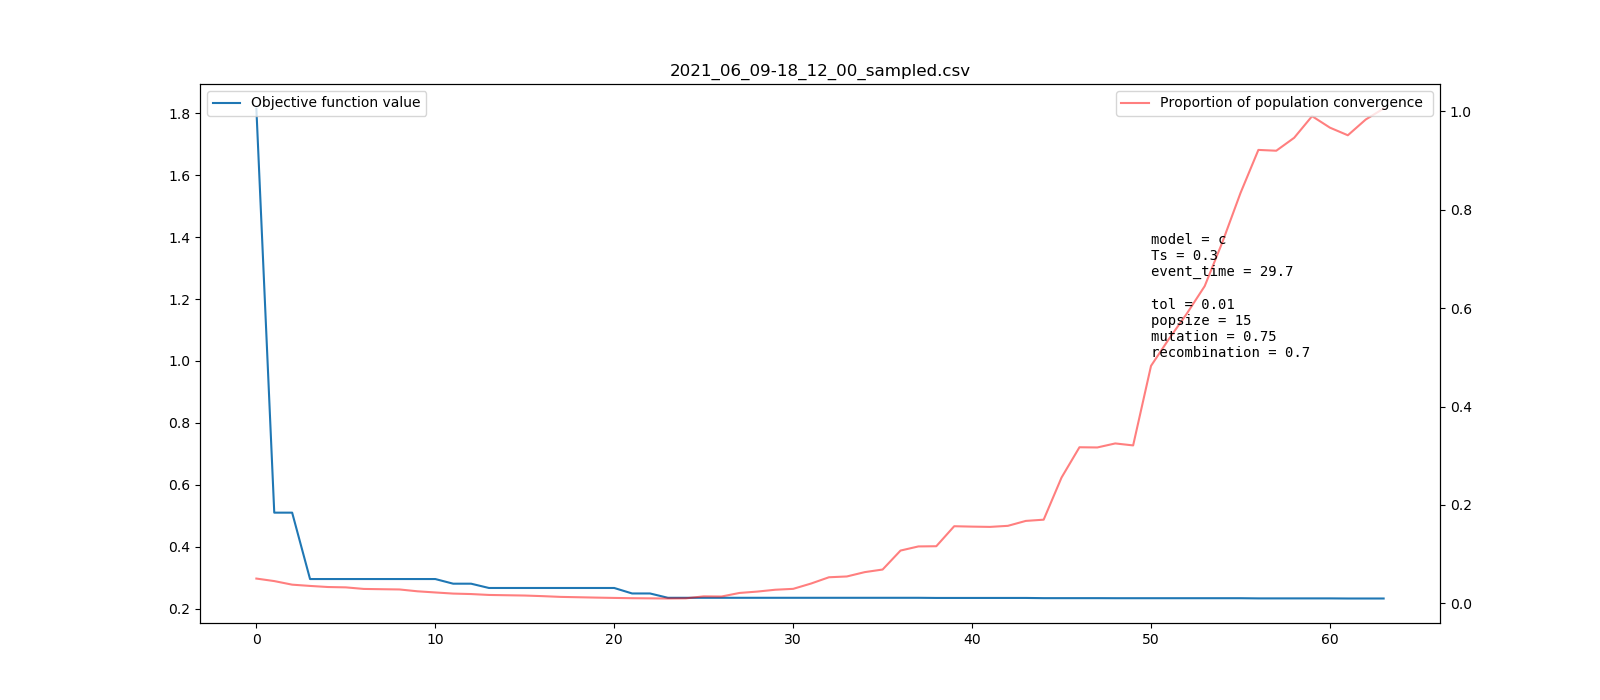 2021_06_09-18_12_00_sampled.csv
Objective function value
Proportion of population convergence
1.8
1.6
1.4
1.2
1.0
0.8
0.6
0.4
0.2
1.0
0.8
0.6
0.4
0.2
0.0
model = c
Ts = 0.3
event_time = 29.7
tol = 0.01
popsize = 15
mutation = 0.75
recombination = 0.7
0 10 20 30 40 50 60